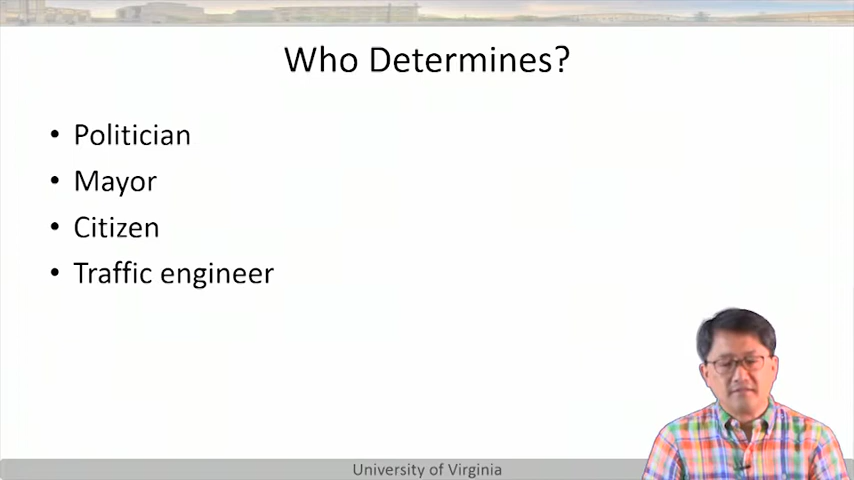 Who Determines?
• Politician
• Mayor
• Citizen
• Traffic engineer
University of Virginia